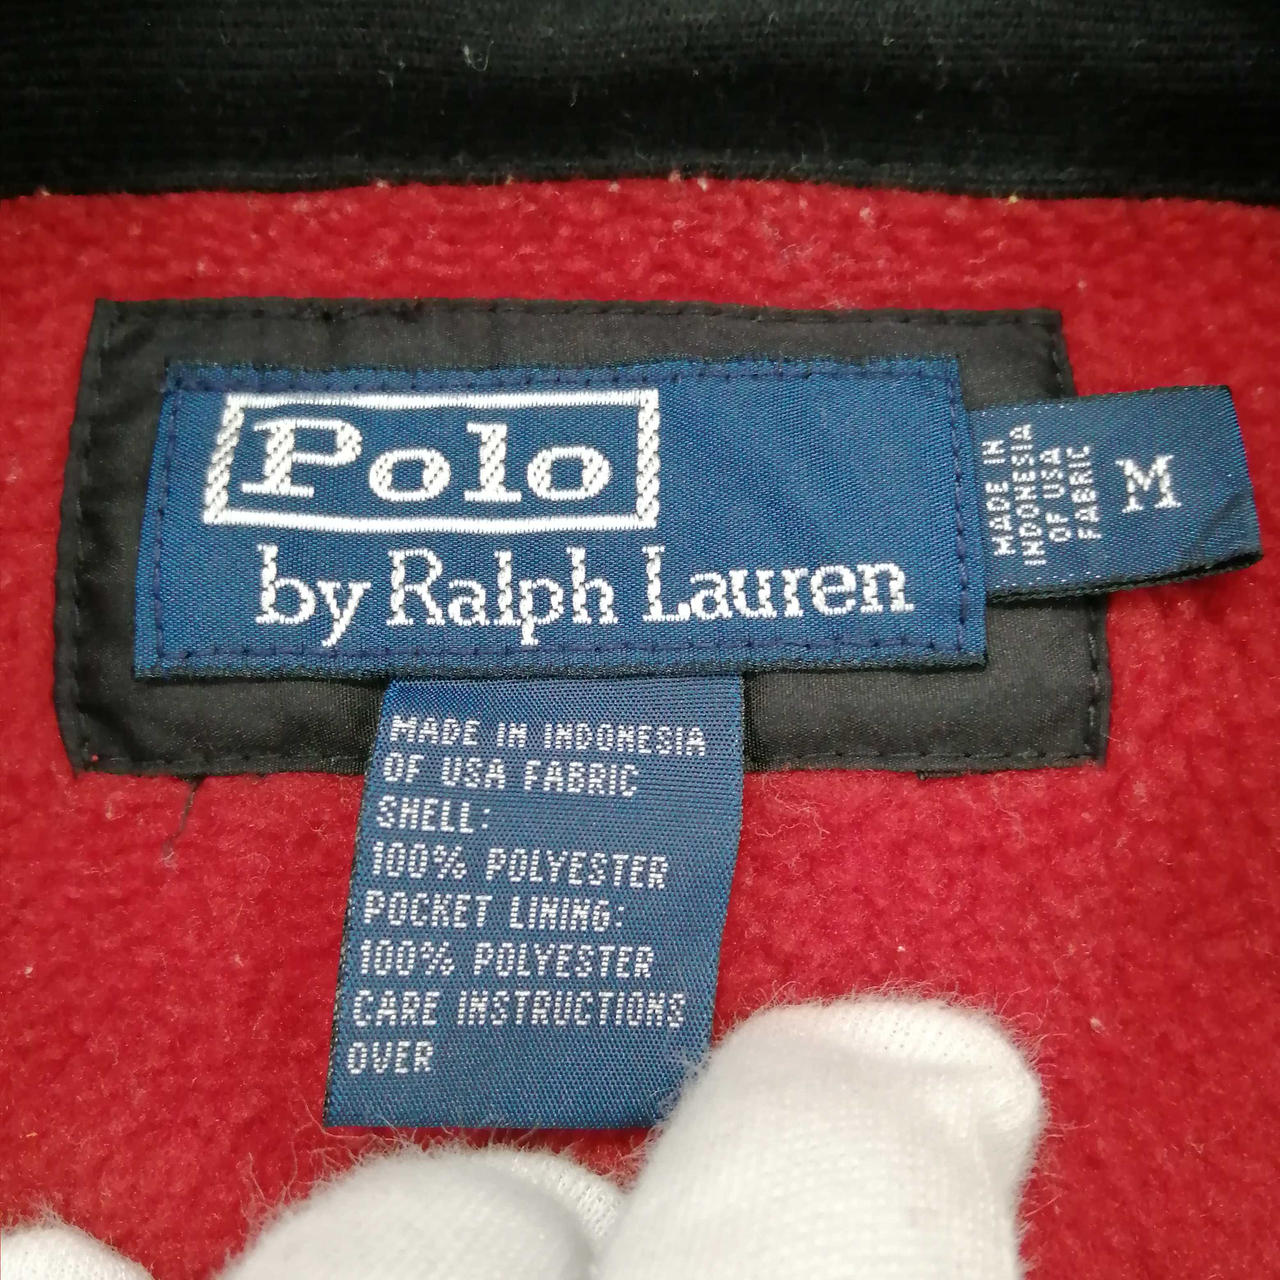 Polo
by Ralph Lauren
MADE IN
INDONESIA
OF USA
FABRIC
M
MADE IN INDONESIA
OF USA FABRIC
SHELL:
100% POLYESTER
POCKET LINING:
100% POLYESTER
CARE INSTRUCTIONS
OVER